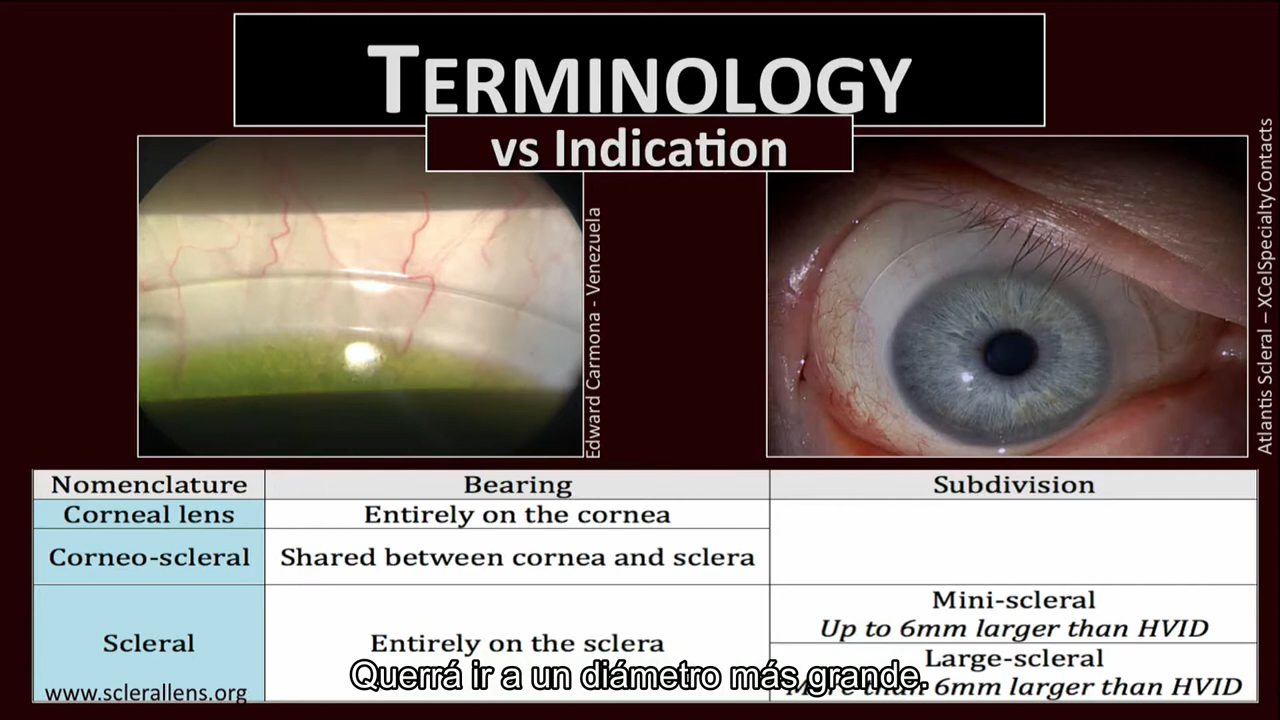 TERMINOLOGY
vs Indication
Edward Carmona - Venezuela
Atlantis Scleral – XCelSpecialtyContacts
Nomenclature
Bearing
Subdivision
Corneal lens
Entirely on the cornea
Corneo-scleral
Shared between cornea and sclera
Scleral
Entirely on the sclera
Mini-scleral
Up to 6mm larger than HVID
Large-scleral
More than 6mm larger than HVID
www.sclerallens.org
Querrá ir a un diámetro más grande.